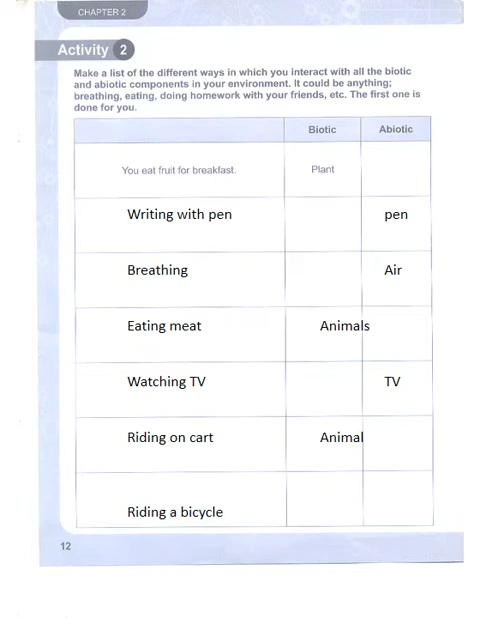 CHAPTER 2
Activity 2
Make a list of the different ways in which you interact with all the biotic
and abiotic components in your environment. It could be anything;
breathing, eating, doing homework with your friends, etc. The first one is
done for you.
Biotic Abiotic
You eat fruit for breakfast. Plant
Writing with pen pen
Breathing Air
Eating meat Animals
Watching TV TV
Riding on cart Animal
Riding a bicycle
12